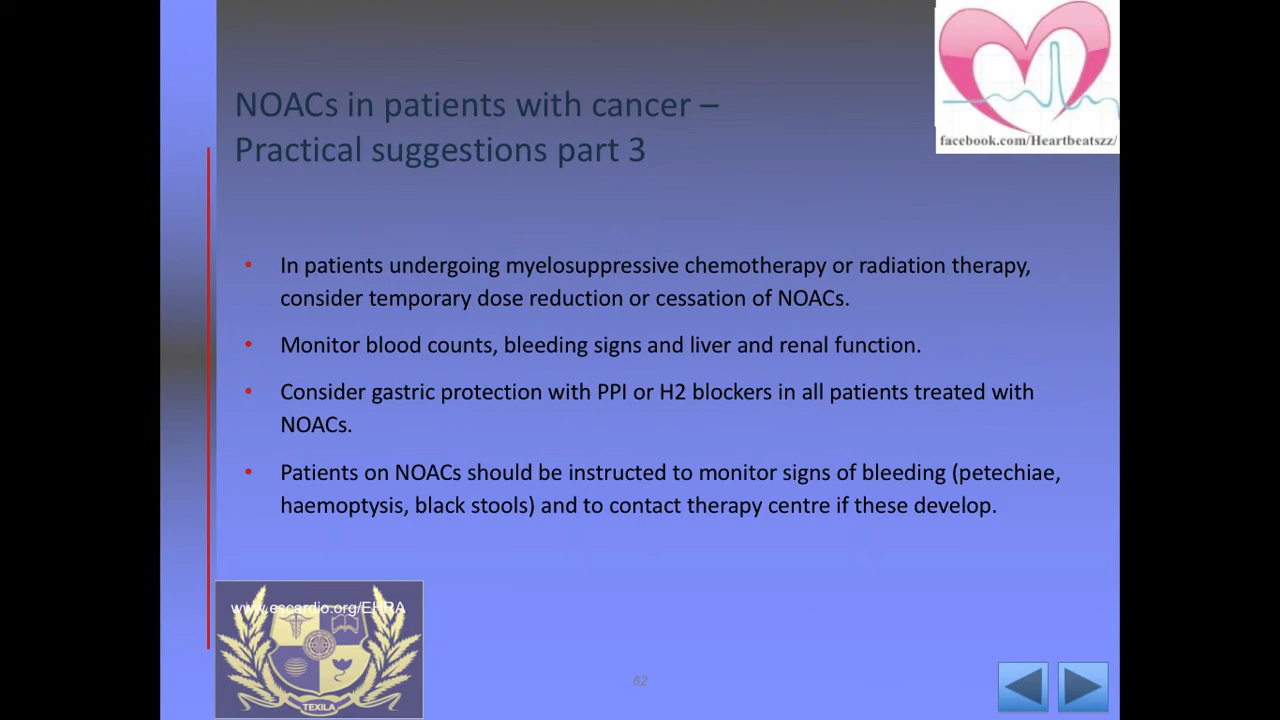 facebook.com/Heartbeatszz/
NOACs in patients with cancer –
Practical suggestions part 3
• In patients undergoing myelosuppressive chemotherapy or radiation therapy,
consider temporary dose reduction or cessation of NOACs.
• Monitor blood counts, bleeding signs and liver and renal function.
• Consider gastric protection with PPI or H2 blockers in all patients treated with
NOACs.
• Patients on NOACs should be instructed to monitor signs of bleeding (petechiae,
haemoptysis, black stools) and to contact therapy centre if these develop.
www.escardio.org/EHRA
TEXILA
62